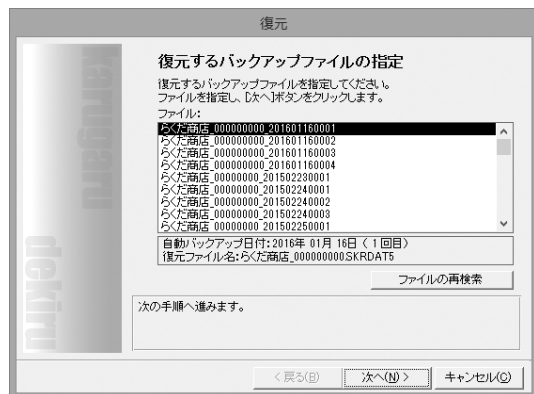 復元
karugaru
dekiru
復元するバックアップファイルの指定
復元するバックアップファイルを指定してください。
ファイルを指定し、[次へ]ボタンをクリックします。
ファイル:
らくだ商店_000000000_201601160001
らくだ商店_000000000_201601160002
らくだ商店_000000000_201601160003
らくだ商店_000000000_201601160004
らくだ商店_00000000_201502230001
らくだ商店_00000000_201502240001
らくだ商店_00000000_201502240002
らくだ商店_00000000_201502240003
らくだ商店_00000000_201502250001
自動バックアップ日付:2016年 01月 16日 ( 1回目)
復元ファイル名:らくだ商店_000000000.SKRDAT5
ファイルの再検索
次の手順へ進みます。
< 戻る(B) 次へ(N) > キャンセル(C)